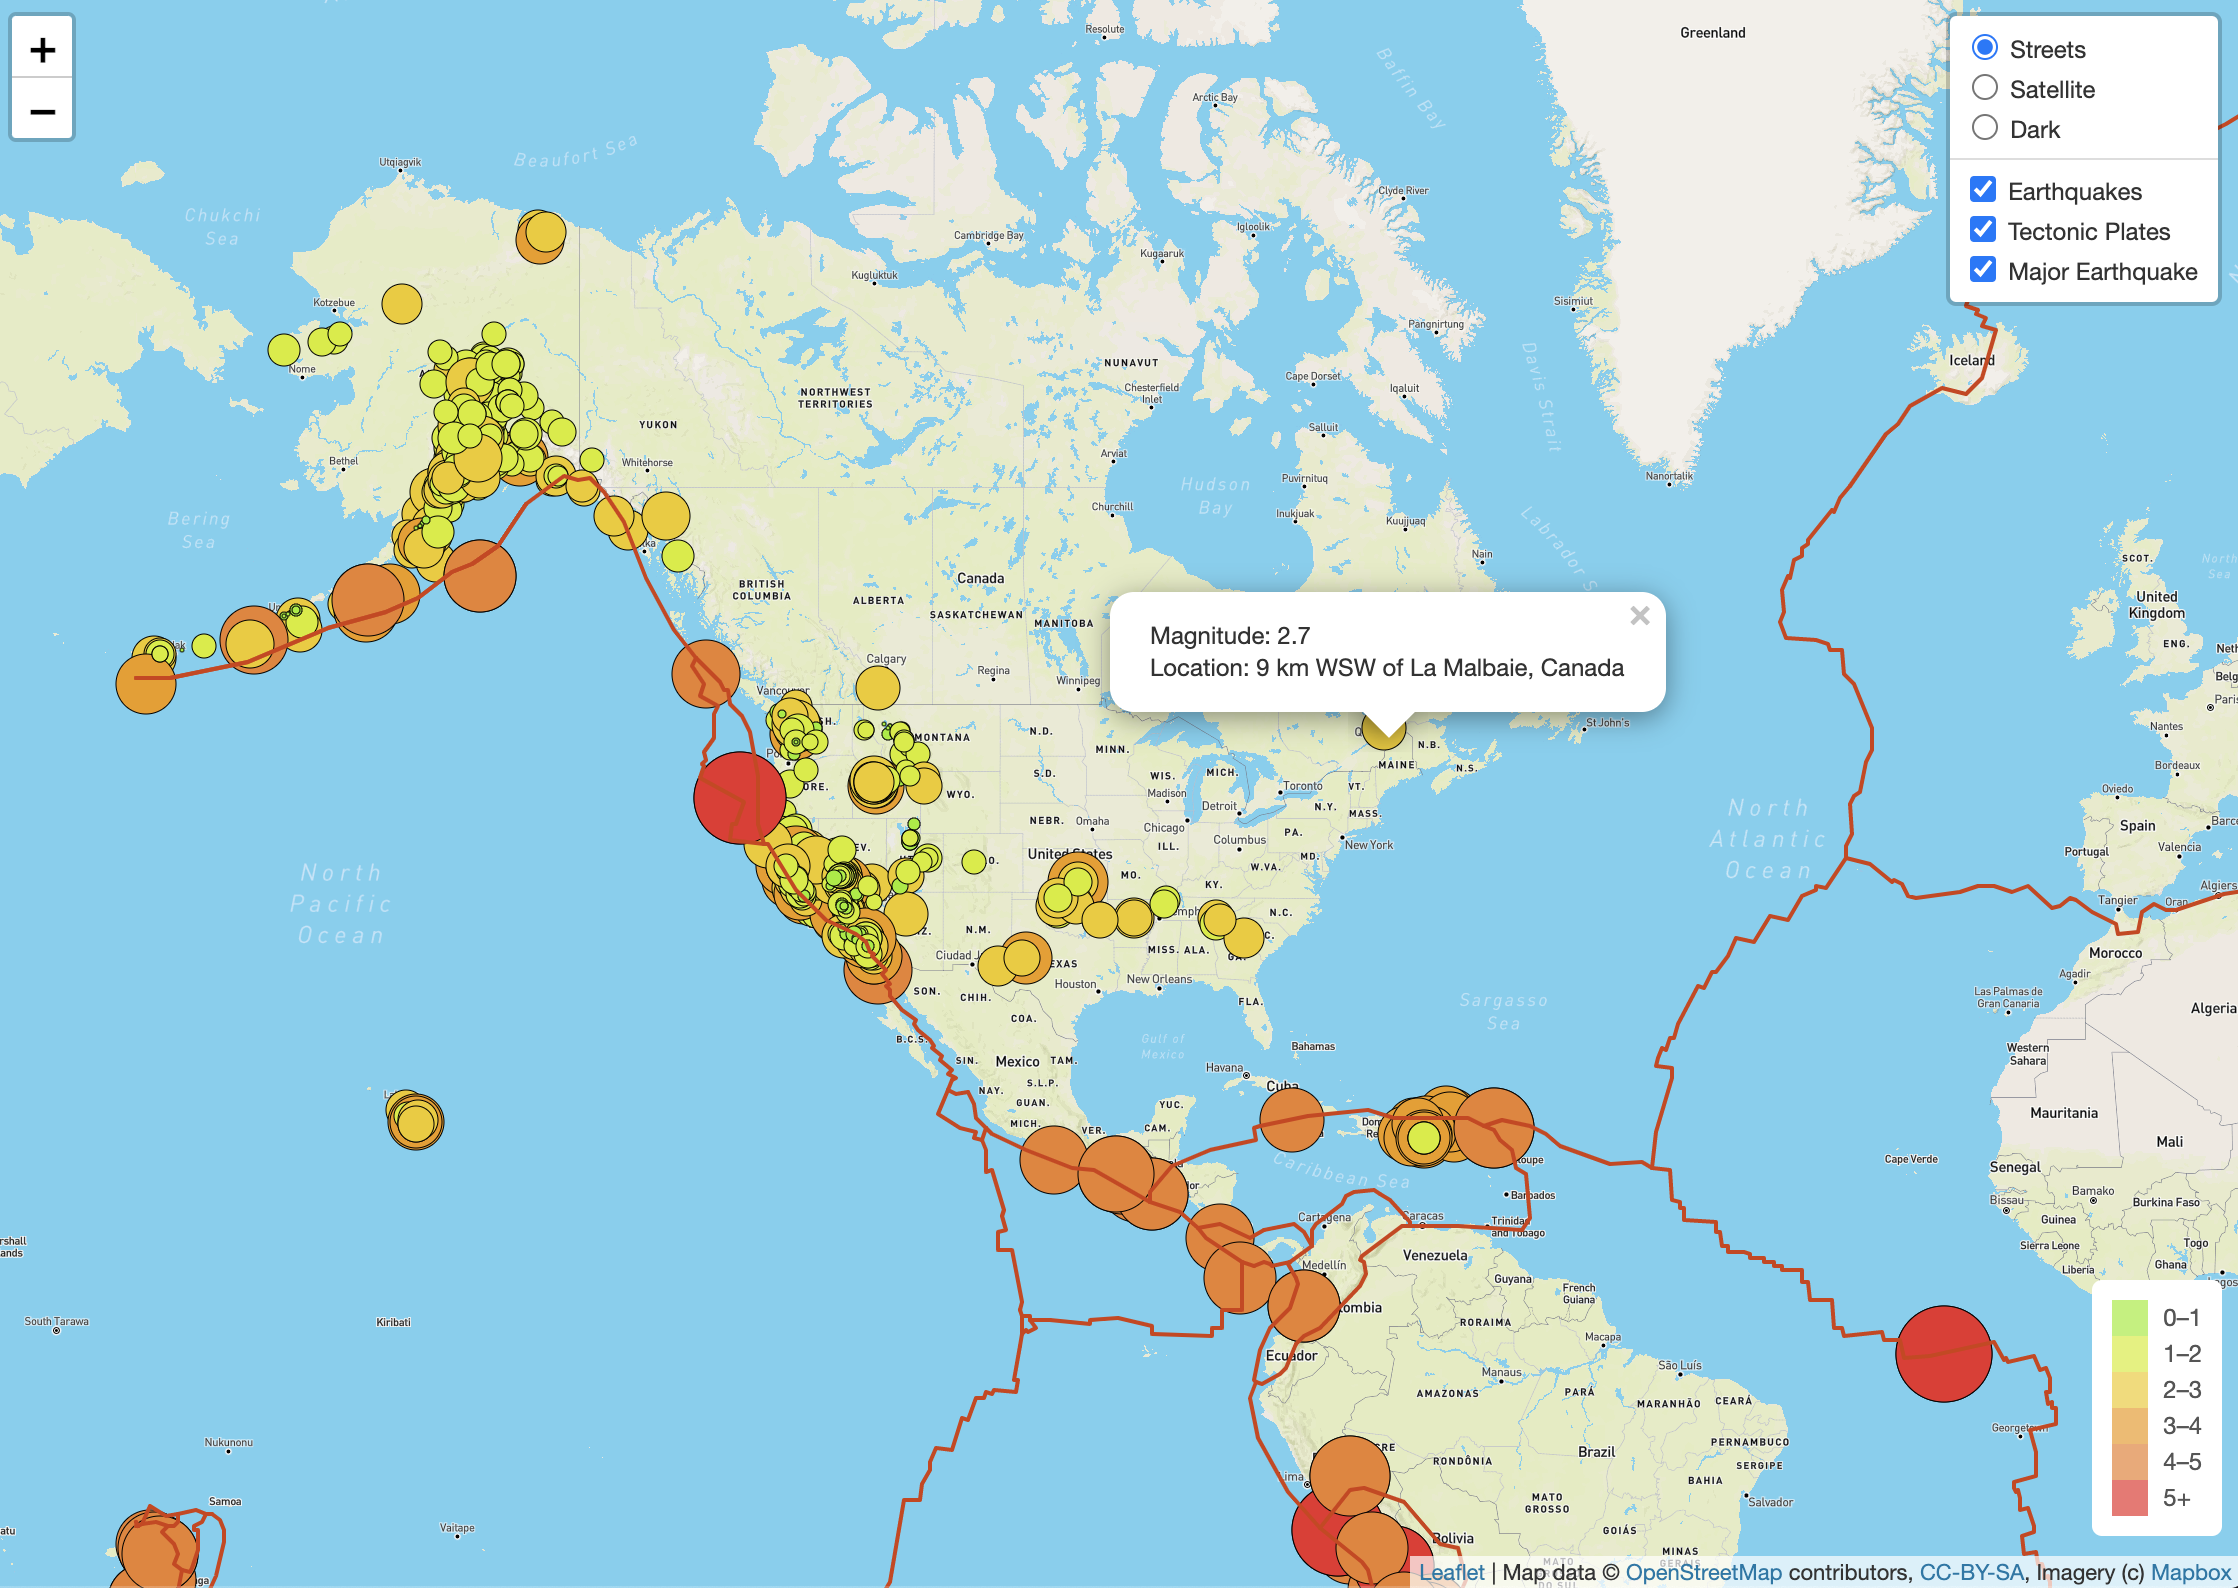 +
−
Streets
Satellite
Dark
Earthquakes
Tectonic Plates
Major Earthquake
Magnitude: 2.7
Location: 9 km WSW of La Malbaie, Canada
Greenland
Resolute
Baffin Bay
Arctic Bay
Beaufort Sea
Utqiagvik
Clyde River
Chukchi
Sea
Igloolik
Cambridge Bay
Kugaaruk
Kugluktuk
Kotzebue
Sisimiut
Pangnirtung
Nome
Iceland
NUNAVUT
Davis Strait
Cape Dorset
Iqaluit
Chesterfield
Inlet
NORTHWEST
TERRITORIES
YUKON
Salluit
Bethel
Whitehorse
Arviat
Puvirnituq
Nanortalik
Hudson
Bay
Churchill
Inukjuak
Kuujjuaq
Bering
Sea
Nain
SCOT.
North
Sea
Canada
BRITISH
COLUMBIA
ALBERTA
SASKATCHEWAN
MANITOBA
United
Kingdom
ENG.
Calgary
Regina
Winnipeg
Vancouver
St John's
Paris
Nantes
MONTANA
N.D.
MINN.
N.B.
MAINE
N.S.
Bordeaux
S.D.
WIS.
MICH.
Toronto
VT.
Oviedo
ORE.
WYO.
Madison
Detroit
N.Y.
MASS.
North
Atlantic
Ocean
NEBR.
Omaha
Chicago
Columbus
PA.
New York
Spain
Portugal
Valencia
United States
ILL.
W.VA.
MD.
MO.
KY.
North
Pacific
Ocean
N.C.
Tangier
Oran
Algiers
N.M.
MISS.
ALA.
GA.
Morocco
Agadir
Houston
New Orleans
Las Palmas de
Gran Canaria
Sargasso
Sea
SON.
CHIH.
FLA.
Algeria
COA.
B.C.S.
Gulf of
Mexico
Bahamas
Western
Sahara
SIN.
Mexico
TAM.
Havana
Cuba
NAY.
S.L.P.
GUAN.
YUC.
MICH.
VER.
CAM.
Mauritania
Mali
Cape Verde
Senegal
Caribbean Sea
Barbados
Bissau
Bamako
Burkina Faso
Cartagena
Caracas
Trinidad
and Tobago
Guinea
Sierra Leone
Togo
Liberia
Ghana
Venezuela
Medellín
Guyana
French
Guiana
South Tarawa
Kiribati
RORAIMA
Macapa
Ecuador
Manaus
São Luís
AMAZONAS
PARÁ
MARANHÃO
CEARÁ
Nukunonu
RONDÔNIA
Brazil
PERNAMBUCO
SERGIPE
BAHIA
Samoa
Vaitape
MATO
GROSSO
Salvador
GOIÁS
Bolivia
MINAS
GERAIS
MATO
DO SUL
0–1
1–2
2–3
3–4
4–5
5+
Leaflet | Map data © OpenStreetMap contributors, CC-BY-SA, Imagery (c) Mapbox